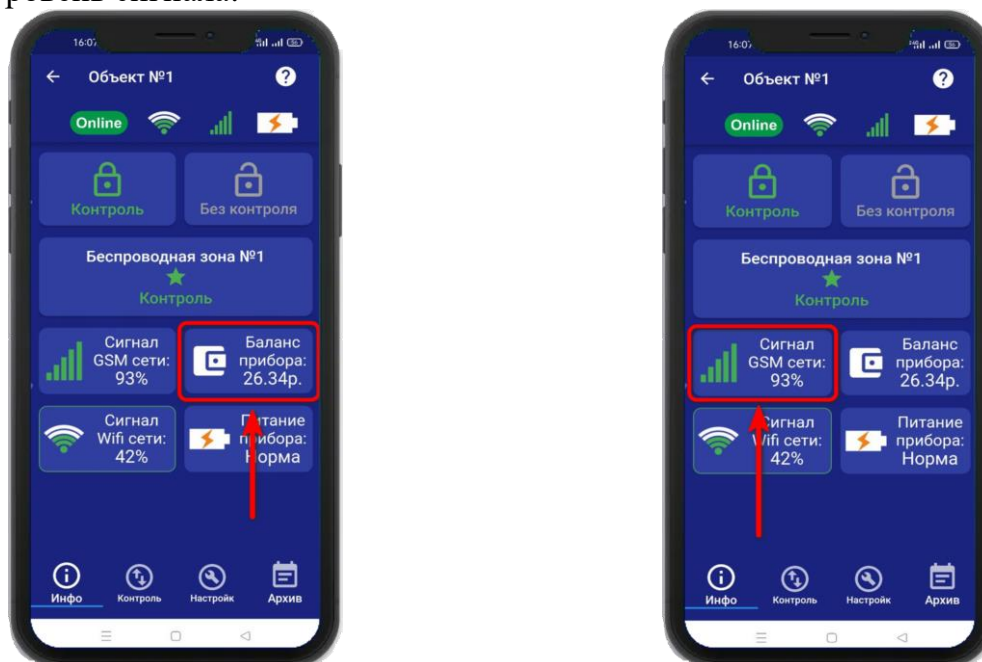 ровень сигнала.
16:07
Объект №1
?
Online
Контроль
Без контроля
Беспроводная зона №1
Контроль
Сигнал
GSM сети:
93%
Баланс
прибора:
26.34р.
Сигнал
Wifi сети:
42%
Питание
прибора:
Норма
Инфо
Контроль
Настройк
Архив
16:07
Объект №1
?
Online
Контроль
Без контроля
Беспроводная зона №1
Контроль
Сигнал
GSM сети:
93%
Баланс
прибора:
26.34р.
Сигнал
Wifi сети:
42%
Питание
прибора:
Норма
Инфо
Контроль
Настройк
Архив